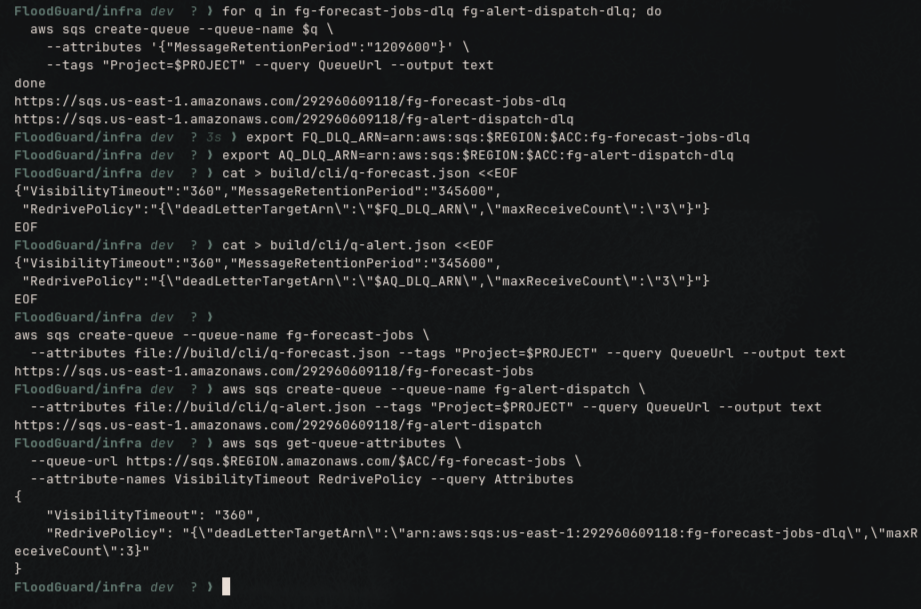 FloodGuard/infra dev ? ❯ for q in fg-forecast-jobs-dlq fg-alert-dispatch-dlq; do
  aws sqs create-queue --queue-name $q \
    --attributes '{"MessageRetentionPeriod":"1209600"}' \
    --tags "Project=$PROJECT" --query QueueUrl --output text
done
https://sqs.us-east-1.amazonaws.com/292960609118/fg-forecast-jobs-dlq
https://sqs.us-east-1.amazonaws.com/292960609118/fg-alert-dispatch-dlq
FloodGuard/infra dev ? 3s ❯ export FQ_DLQ_ARN=arn:aws:sqs:$REGION:$ACC:fg-forecast-jobs-dlq
FloodGuard/infra dev ? ❯ export AQ_DLQ_ARN=arn:aws:sqs:$REGION:$ACC:fg-alert-dispatch-dlq
FloodGuard/infra dev ? ❯ cat > build/cli/q-forecast.json <<EOF
{"VisibilityTimeout":"360","MessageRetentionPeriod":"345600",
 "RedrivePolicy":"{\"deadLetterTargetArn\":\"$FQ_DLQ_ARN\",\"maxReceiveCount\":\"3\"}"}
EOF
FloodGuard/infra dev ? ❯ cat > build/cli/q-alert.json <<EOF
{"VisibilityTimeout":"360","MessageRetentionPeriod":"345600",
 "RedrivePolicy":"{\"deadLetterTargetArn\":\"$AQ_DLQ_ARN\",\"maxReceiveCount\":\"3\"}"}
EOF
FloodGuard/infra dev ? ❯
aws sqs create-queue --queue-name fg-forecast-jobs \
  --attributes file://build/cli/q-forecast.json --tags "Project=$PROJECT" --query QueueUrl --output text
https://sqs.us-east-1.amazonaws.com/292960609118/fg-forecast-jobs
FloodGuard/infra dev ? ❯ aws sqs create-queue --queue-name fg-alert-dispatch \
  --attributes file://build/cli/q-alert.json --tags "Project=$PROJECT" --query QueueUrl --output text
https://sqs.us-east-1.amazonaws.com/292960609118/fg-alert-dispatch
FloodGuard/infra dev ? ❯ aws sqs get-queue-attributes \
  --queue-url https://sqs.$REGION.amazonaws.com/$ACC/fg-forecast-jobs \
  --attribute-names VisibilityTimeout RedrivePolicy --query Attributes
{
    "VisibilityTimeout": "360",
    "RedrivePolicy": "{\"deadLetterTargetArn\":\"arn:aws:sqs:us-east-1:292960609118:fg-forecast-jobs-dlq\",\"maxR
eceiveCount\":3}"
}
FloodGuard/infra dev ? ❯